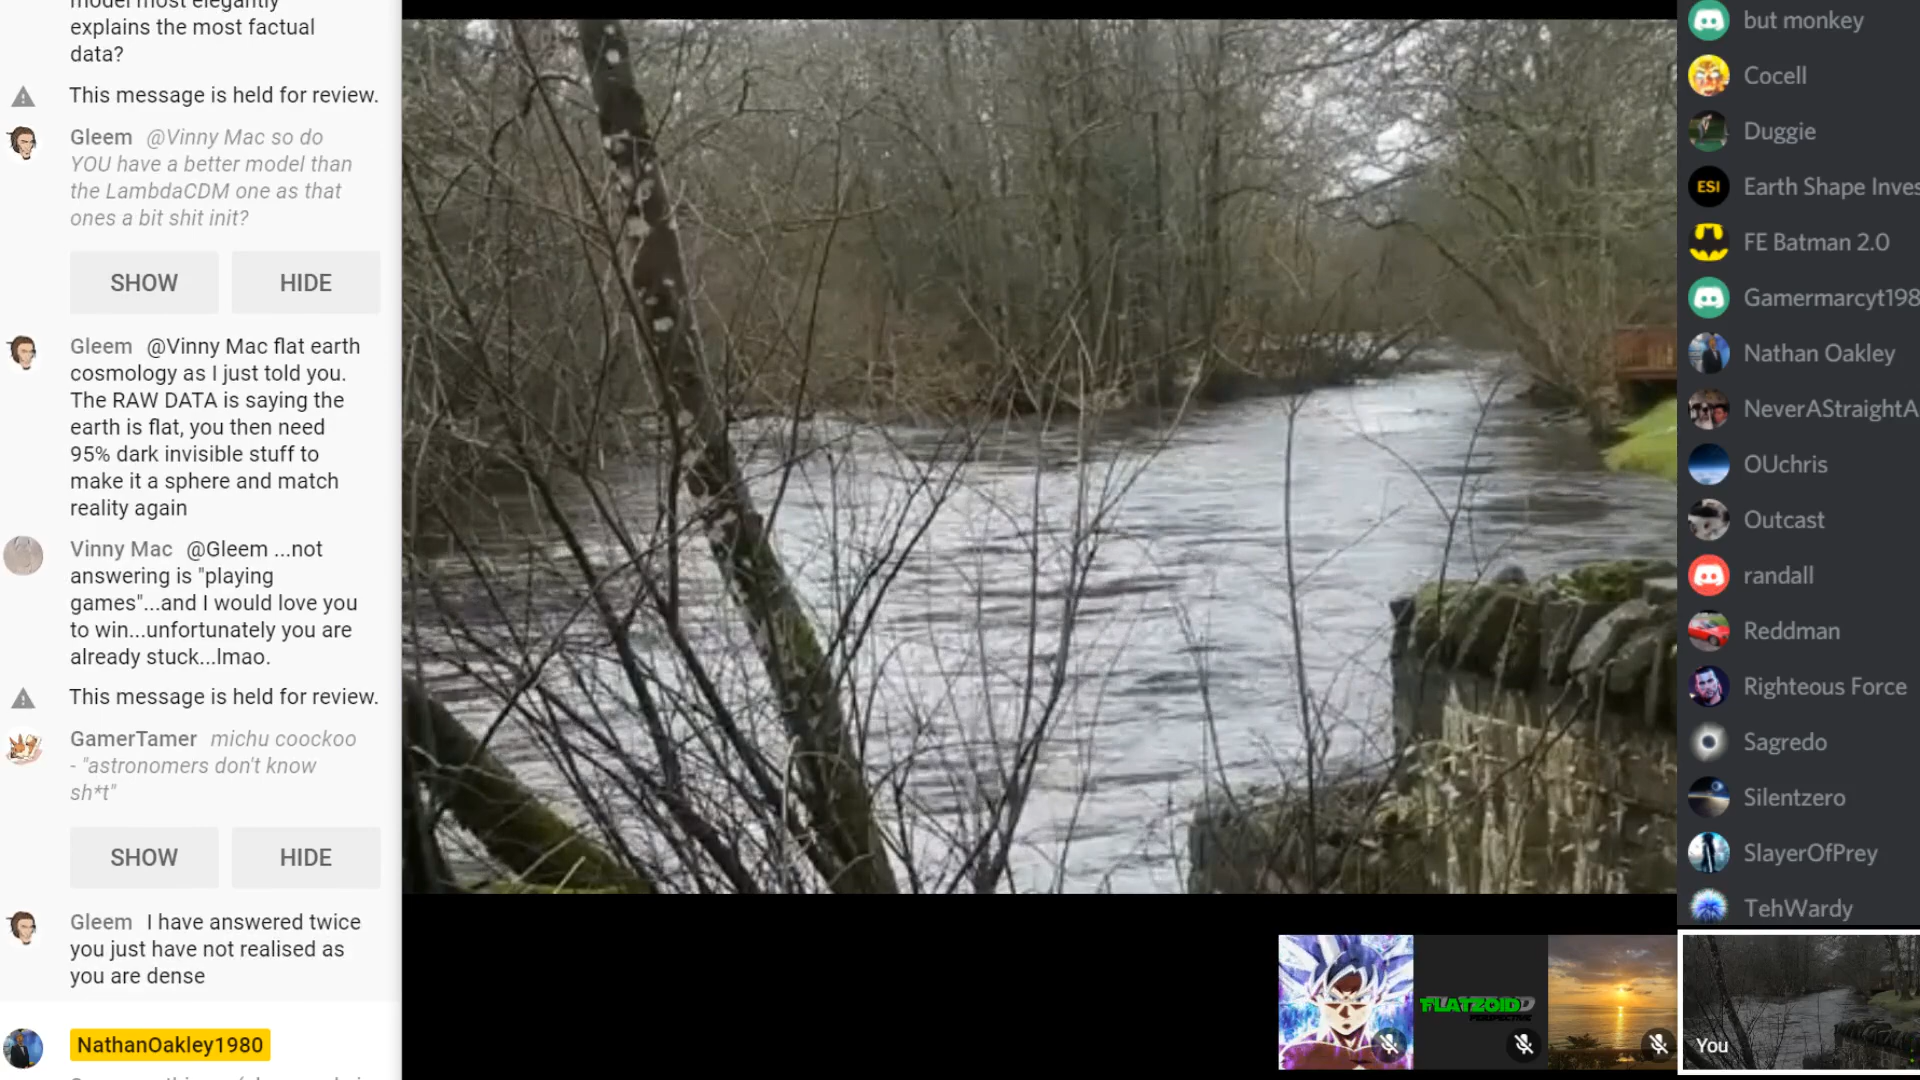 model most elegantly
explains the most factual
data?
This message is held for review.
Gleem @Vinny Mac so do
YOU have a better model than
the LambdaCDM one as that
ones a bit shit init?
SHOW HIDE
Gleem @Vinny Mac flat earth
cosmology as I just told you.
The RAW DATA is saying the
earth is flat, you then need
95% dark invisible stuff to
make it a sphere and match
reality again
Vinny Mac @Gleem ...not
answering is "playing
games"...and I would love you
to win...unfortunately you are
already stuck...lmao.
This message is held for review.
GamerTamer michu coockoo
- "astronomers don't know
sh*t"
SHOW HIDE
Gleem I have answered twice
you just have not realised as
you are dense
NathanOakley1980
but monkey
Cocell
Duggie
ESI
Earth Shape Inves
FE Batman 2.0
Gamermarcyt198
Nathan Oakley
NeverAStraightA
OUchris
Outcast
randall
Reddman
Righteous Force
Sagredo
Silentzero
SlayerOfPrey
TehWardy
FLATZOID
PERSPECTIVE
You